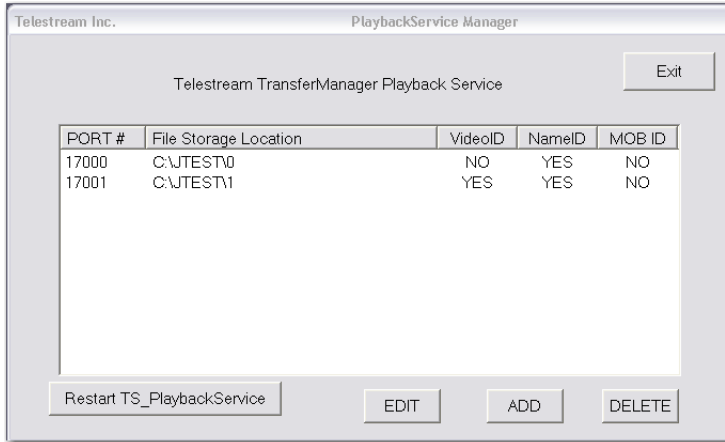 Telestream Inc. PlaybackService Manager
Exit
Telestream TransferManager Playback Service
PORT # File Storage Location VideoID NameID MOB ID
17000 C:\JTEST\0 NO YES NO
17001 C:\JTEST\1 YES YES NO
Restart TS_PlaybackService EDIT ADD DELETE